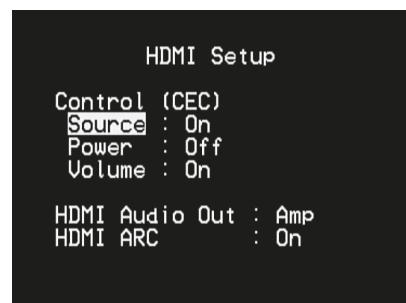 HDMI Setup
Control (CEC)
Source : On
Power : Off
Volume : On
HDMI Audio Out : Amp
HDMI ARC : On